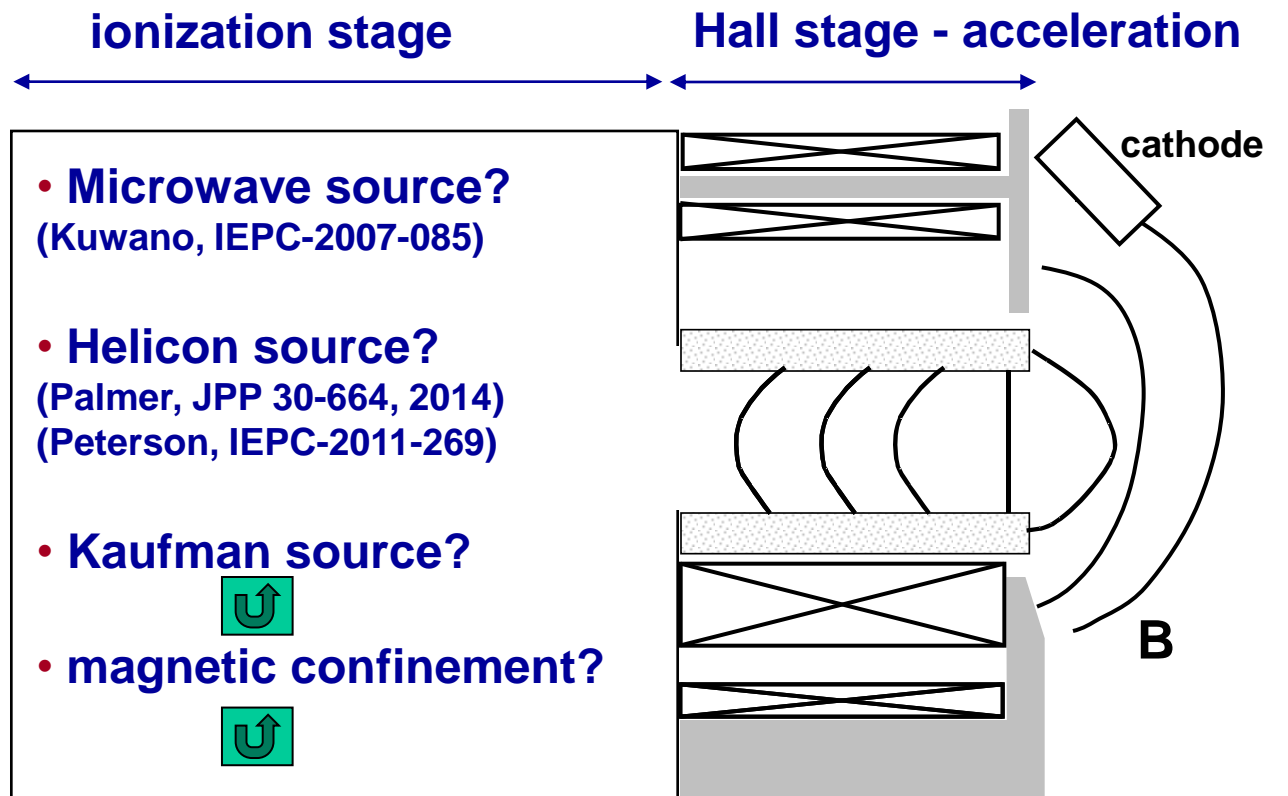 ionization stage
Hall stage - acceleration
cathode
• Microwave source?
(Kuwano, IEPC-2007-085)
• Helicon source?
(Palmer, JPP 30-664, 2014)
(Peterson, IEPC-2011-269)
• Kaufman source?
• magnetic confinement?
B